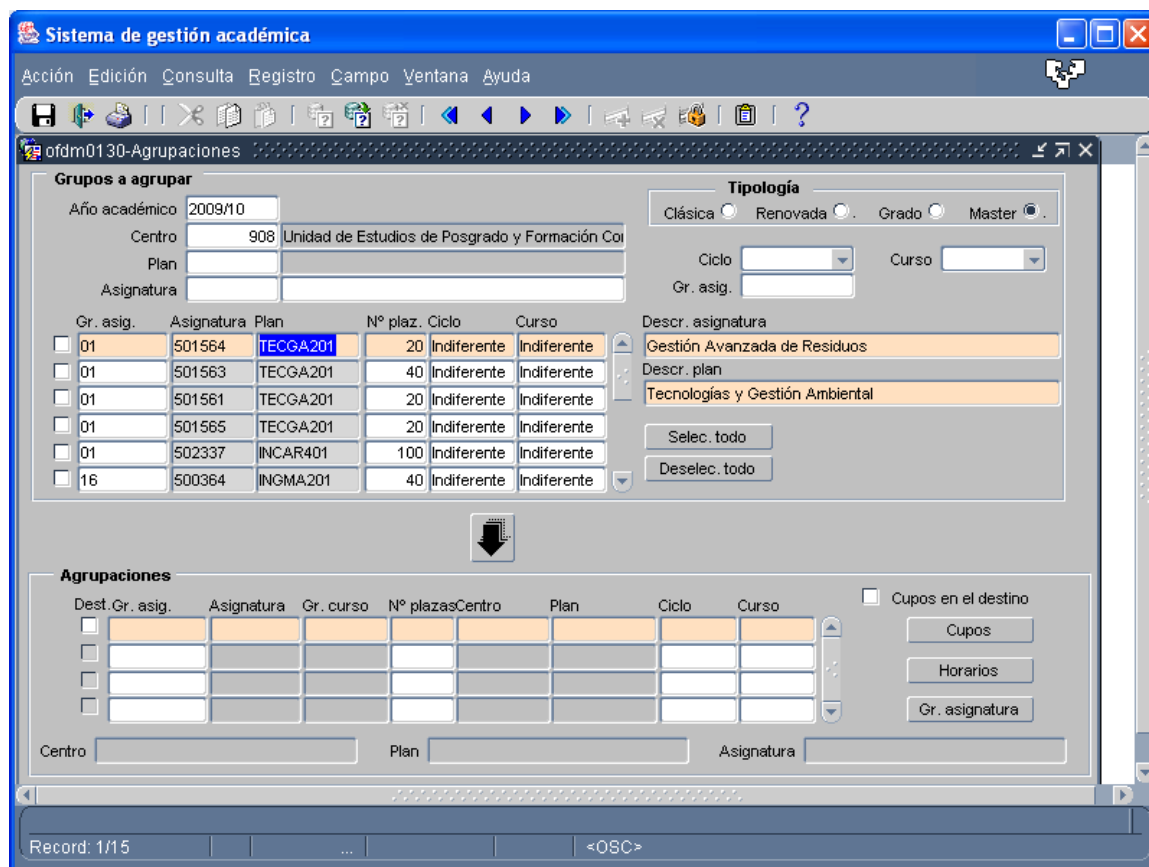 Sistema de gestión académica
Acción Edición Consulta Registro Campo Ventana Ayuda
ofdm0130-Agrupaciones
Grupos a agrupar
Tipología
Año académico 2009/10
Clásica Renovada . Grado Master .
Centro 908 Unidad de Estudios de Posgrado y Formación Co
Plan
Ciclo Curso
Asignatura
Gr. asig.
Gr. asig. Asignatura Plan Nº plaz. Ciclo Curso
Descr. asignatura
01 501564 TECGA201 20 Indiferente Indiferente
Gestión Avanzada de Residuos
01 501563 TECGA201 40 Indiferente Indiferente
Descr. plan
01 501561 TECGA201 20 Indiferente Indiferente
Tecnologías y Gestión Ambiental
01 501565 TECGA201 20 Indiferente Indiferente
Selec. todo
01 502337 INCAR401 100 Indiferente Indiferente
Deselec. todo
16 500364 INGMA201 40 Indiferente Indiferente
Agrupaciones
Dest. Gr. asig. Asignatura Gr. curso Nº plazas Centro Plan Ciclo Curso
Cupos en el destino
Cupos
Horarios
Gr. asignatura
Centro Plan Asignatura
Record: 1/15 ... <OSC>